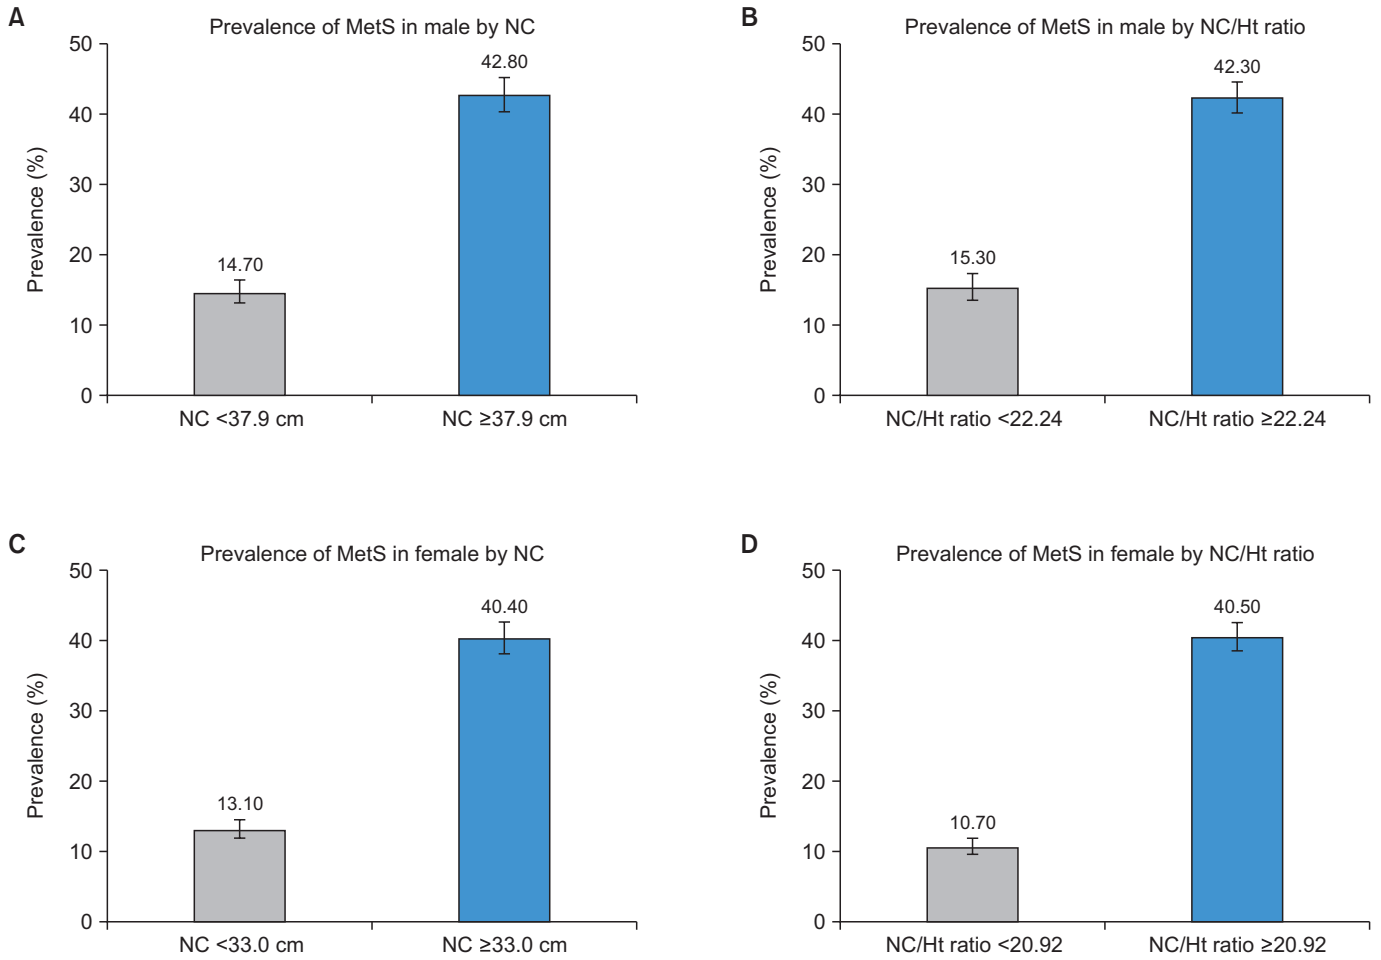 A
Prevalence of MetS in male by NC
Prevalence (%)
50
40
30
20
10
0
14.70
42.80
NC <37.9 cm
NC ≥37.9 cm
B
Prevalence of MetS in male by NC/Ht ratio
Prevalence (%)
50
40
30
20
10
0
15.30
42.30
NC/Ht ratio <22.24
NC/Ht ratio ≥22.24
C
Prevalence of MetS in female by NC
Prevalence (%)
50
40
30
20
10
0
13.10
40.40
NC <33.0 cm
NC ≥33.0 cm
D
Prevalence of MetS in female by NC/Ht ratio
Prevalence (%)
50
40
30
20
10
0
10.70
40.50
NC/Ht ratio <20.92
NC/Ht ratio ≥20.92